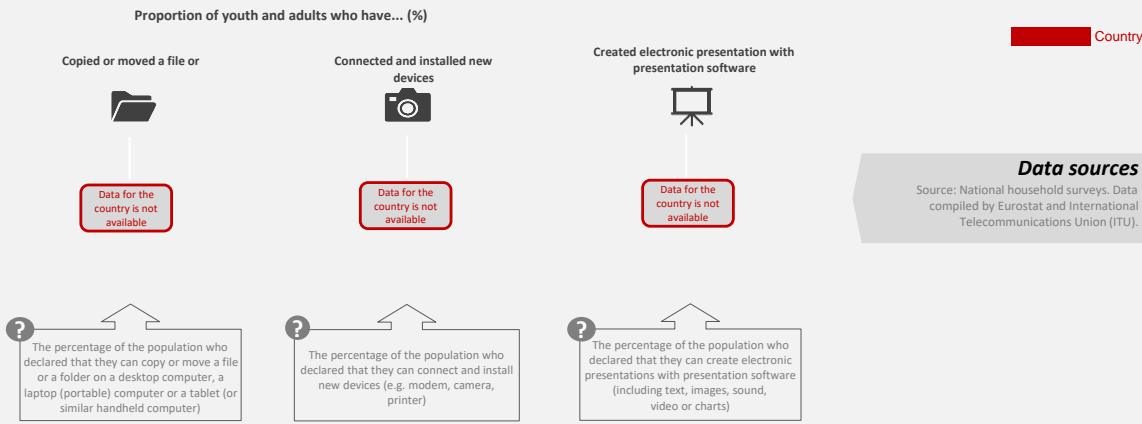 Proportion of youth and adults who have... (%)
Country
Copied or moved a file or
Connected and installed new
devices
Created electronic presentation with
presentation software
Data for the
country is not
available
Data for the
country is not
available
Data for the
country is not
available
Data sources
Source: National household surveys. Data
compiled by Eurostat and International
Telecommunications Union (ITU).
?
The percentage of the population who
declared that they can copy or move a file
or a folder on a desktop computer, a
laptop (portable) computer or a tablet (or
similar handheld computer)
?
The percentage of the population who
declared that they can connect and install
new devices (e.g. modem, camera,
printer)
?
The percentage of the population who
declared that they can create electronic
presentations with presentation software
(including text, images, sound,
video or charts)